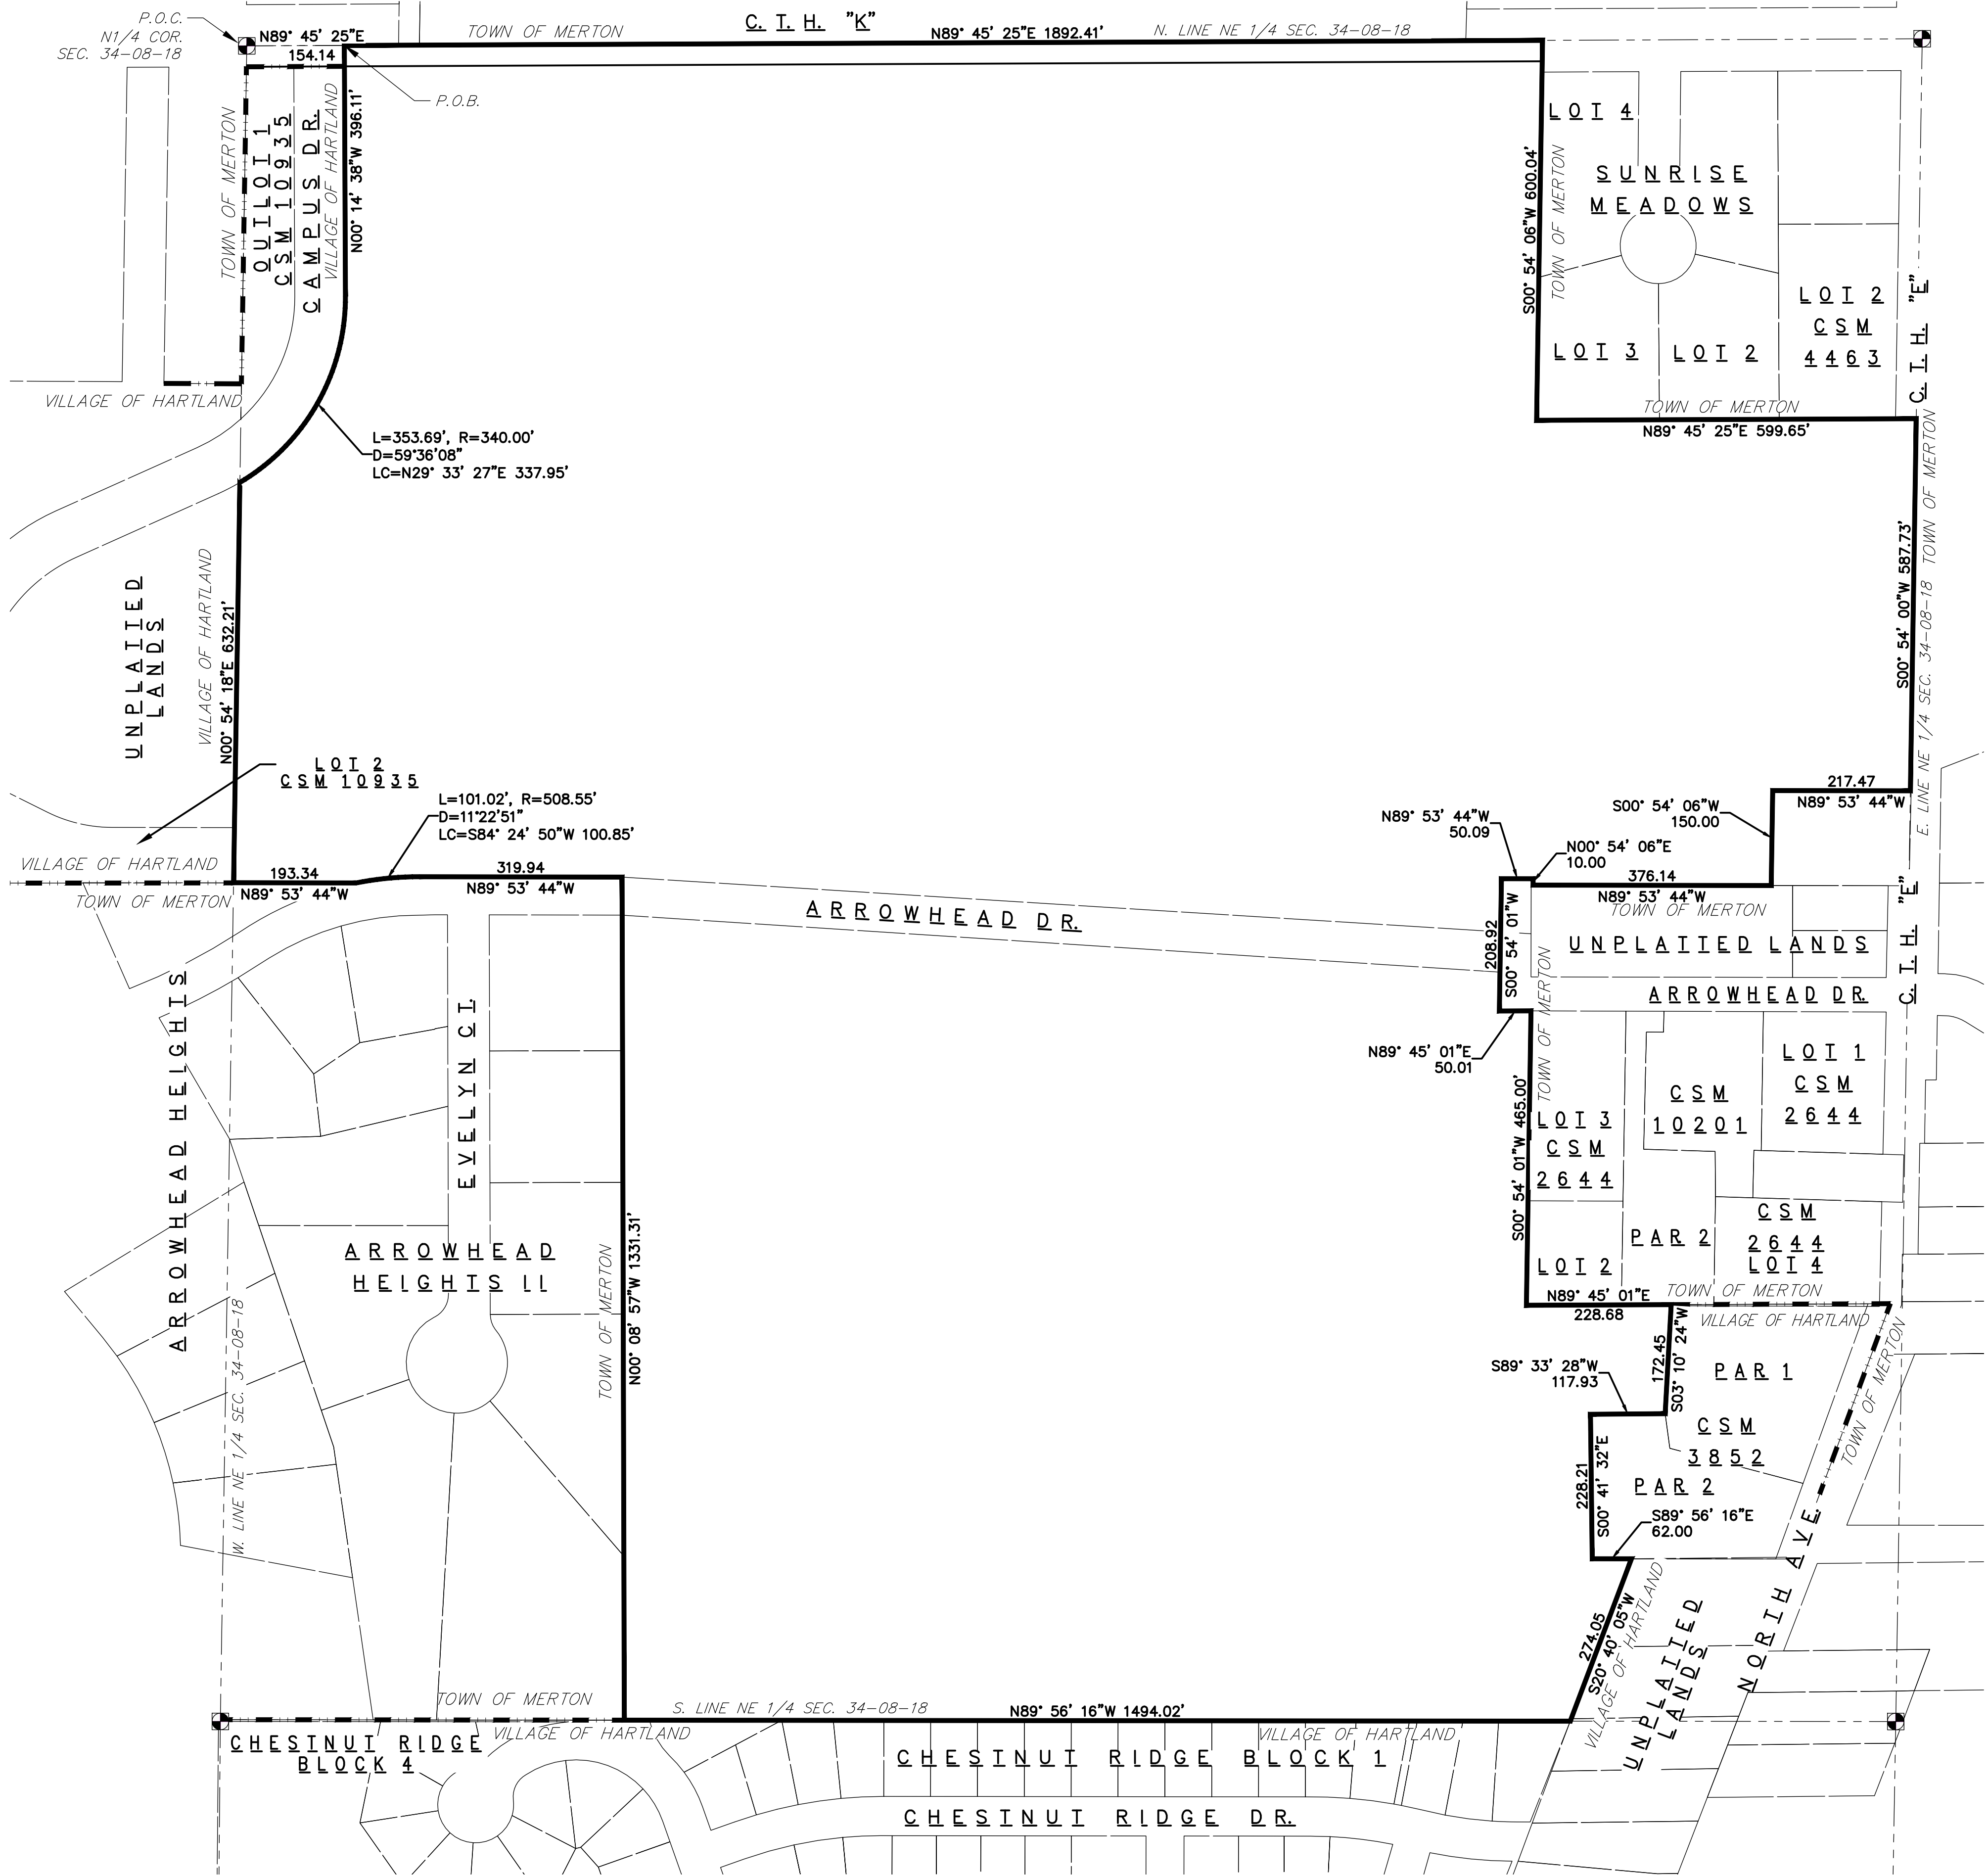 P.O.C.
N1/4 COR.
SEC. 34-08-18
N89° 45' 25"E
154.14
TOWN OF MERTON
C. T. H. "K"
N89° 45' 25"E 1892.41'
N. LINE NE 1/4 SEC. 34-08-18
P.O.B.
TOWN OF MERTON
OUTLOT 1
CSM 10935
CAMPUS DR.
VILLAGE OF HARTLAND
N00° 14' 38"W 396.11'
VILLAGE OF HARTLAND
L=353.69', R=340.00'
D=59°36'08"
LC=N29° 33' 27"E 337.95'
S00° 54' 06"W 600.04'
TOWN OF MERTON
LOT 4
SUNRISE
MEADOWS
LOT 3
LOT 2
LOT 2
CSM
4463
C. T. H. "E"
TOWN OF MERTON
N89° 45' 25"E 599.65'
TOWN OF MERTON
E. LINE NE 1/4 SEC. 34-08-18
S00° 54' 00"W 587.73'
UNPLATTED
LANDS
VILLAGE OF HARTLAND
N00° 54' 18"E 632.21'
LOT 2
CSM 10935
L=101.02', R=508.55'
D=11°22'51"
LC=S84° 24' 50"W 100.85'
217.47
N89° 53' 44"W
S00° 54' 06"W
150.00
N89° 53' 44"W
50.09
N00° 54' 06"E
10.00
376.14
N89° 53' 44"W
TOWN OF MERTON
VILLAGE OF HARTLAND
TOWN OF MERTON
193.34
N89° 53' 44"W
319.94
N89° 53' 44"W
ARROWHEAD DR.
208.92
S00° 54' 01"W
TOWN OF MERTON
UNPLATTED LANDS
C. T. H. "E"
ARROWHEAD DR.
N89° 45' 01"E
50.01
S00° 54' 01"W 465.00'
LOT 3
CSM
2644
CSM
10201
LOT 1
CSM
2644
ARROWHEAD HEIGHTS
EVELYN CT.
ARROWHEAD
HEIGHTS II
W. LINE NE 1/4 SEC. 34-08-18
TOWN OF MERTON
N00° 08' 57"W 1331.31'
PAR 2
CSM
2644
LOT 4
LOT 2
N89° 45' 01"E
228.68
TOWN OF MERTON
VILLAGE OF HARTLAND
172.45
S03° 10' 24"W
PAR 1
TOWN OF MERTON
S89° 33' 28"W
117.93
CSM
3852
PAR 2
228.21
S00° 41' 32"E
S89° 56' 16"E
62.00
NORTH AVE.
274.05
S20° 40' 05"W
VILLAGE OF HARTLAND
UNPLATTED
LANDS
TOWN OF MERTON
VILLAGE OF HARTLAND
S. LINE NE 1/4 SEC. 34-08-18
N89° 56' 16"W 1494.02'
VILLAGE OF HARTLAND
CHESTNUT RIDGE
BLOCK 4
CHESTNUT RIDGE BLOCK 1
CHESTNUT RIDGE DR.